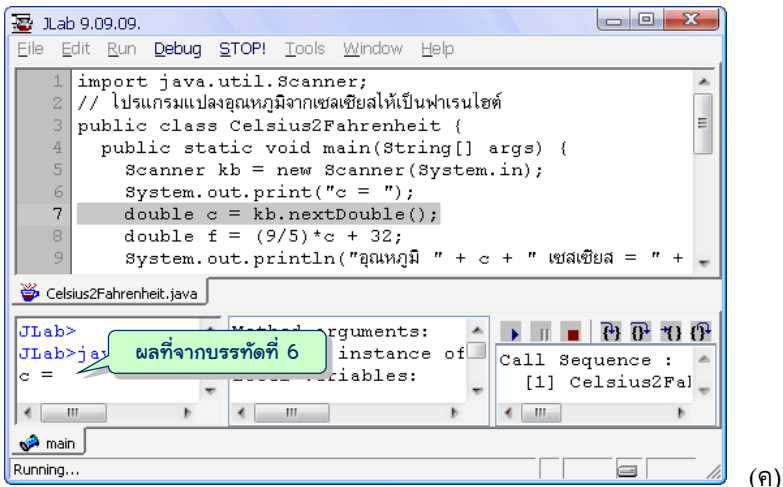 JLab 9.09.09.
File Edit Run Debug STOP! Tools Window Help
1 import java.util.Scanner;
2 // โปรแกรมแปลงอุณหภูมิจากเซลเซียสให้เป็นฟาเรนไฮต์
3 public class Celsius2Fahrenheit {
4 public static void main(String[] args) {
5 Scanner kb = new Scanner(System.in);
6 System.out.print("c = ");
7 double c = kb.nextDouble();
8 double f = (9/5)*c + 32;
9 System.out.println("อุณหภูมิ " + c + " เซสเซียส = " +
Celsius2Fahrenheit.java
JLab>
JLab>
c =
ผลที่จากบรรทัดที่ 6
arguments:
instance of
Call Sequence :
[1]
main
Running...
(ค)